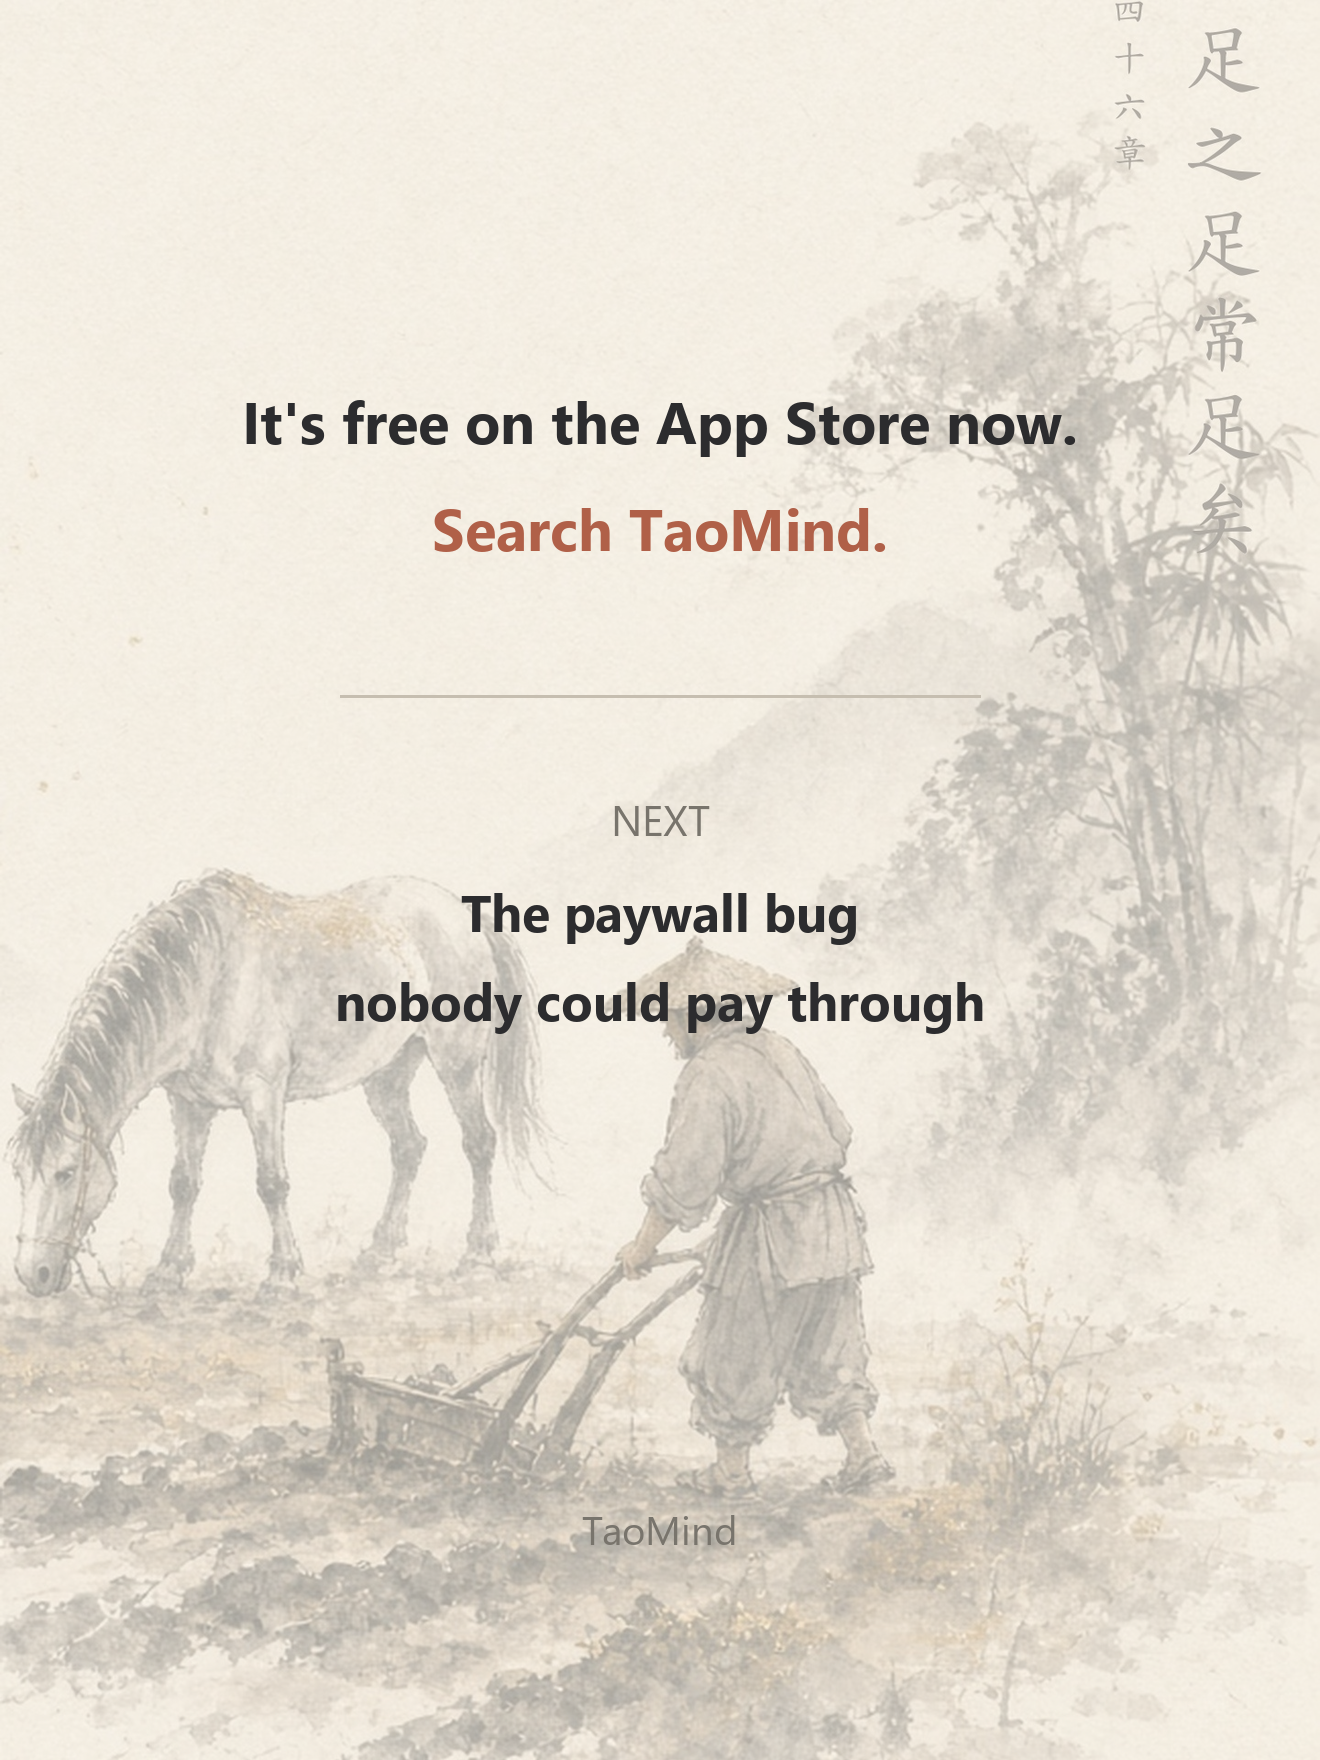 足之足常足矣
四十六章
It's free on the App Store now.
Search TaoMind.
NEXT
The paywall bug
nobody could pay through
TaoMind